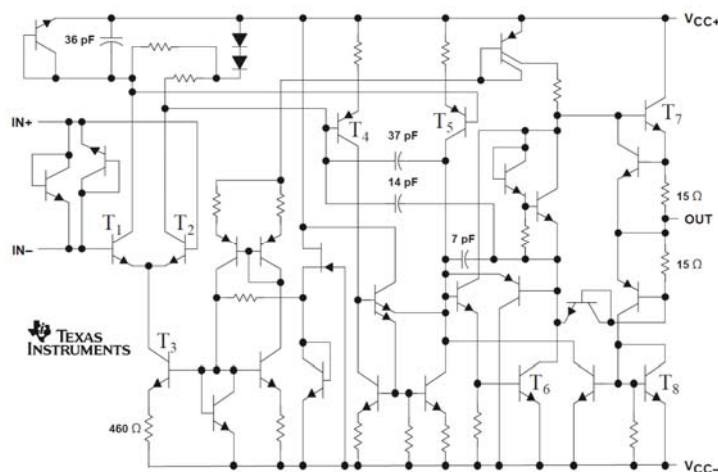 VCC+
36 pF
IN+
T4
T5
T7
37 pF
15 Ω
14 pF
OUT
T1
T2
IN−
7 pF
15 Ω
TEXAS
INSTRUMENTS
T3
T6
T8
460 Ω
VCC−